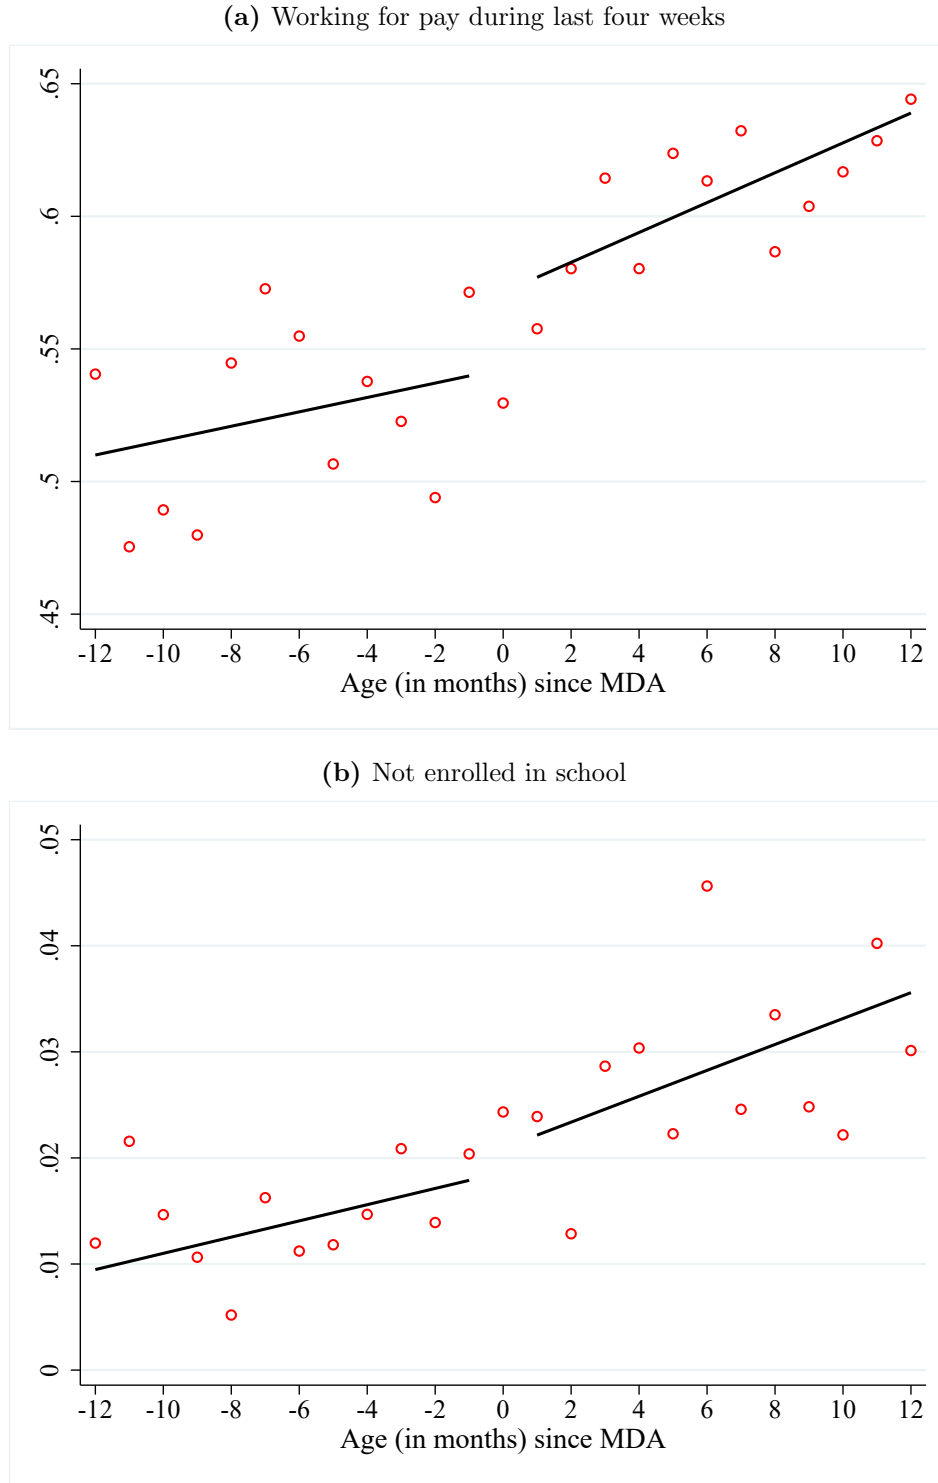 (a) Working for pay during last four weeks
.65
.6
.55
.5
.45
-12 -10 -8 -6 -4 -2 0 2 4 6 8 10 12
Age (in months) since MDA
(b) Not enrolled in school
.05
.04
.03
.02
.01
0
-12 -10 -8 -6 -4 -2 0 2 4 6 8 10 12
Age (in months) since MDA